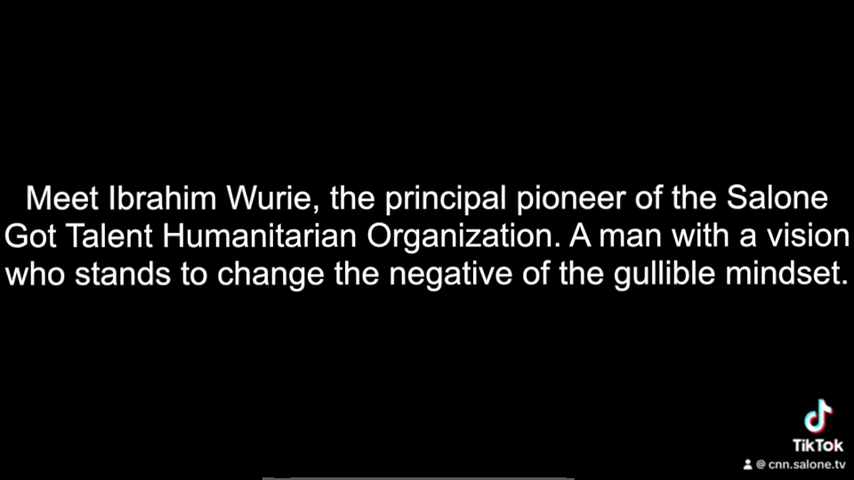 Meet Ibrahim Wurie, the principal pioneer of the Salone
Got Talent Humanitarian Organization. A man with a vision
who stands to change the negative of the gullible mindset.
TikTok
@ cnn.salone.tv